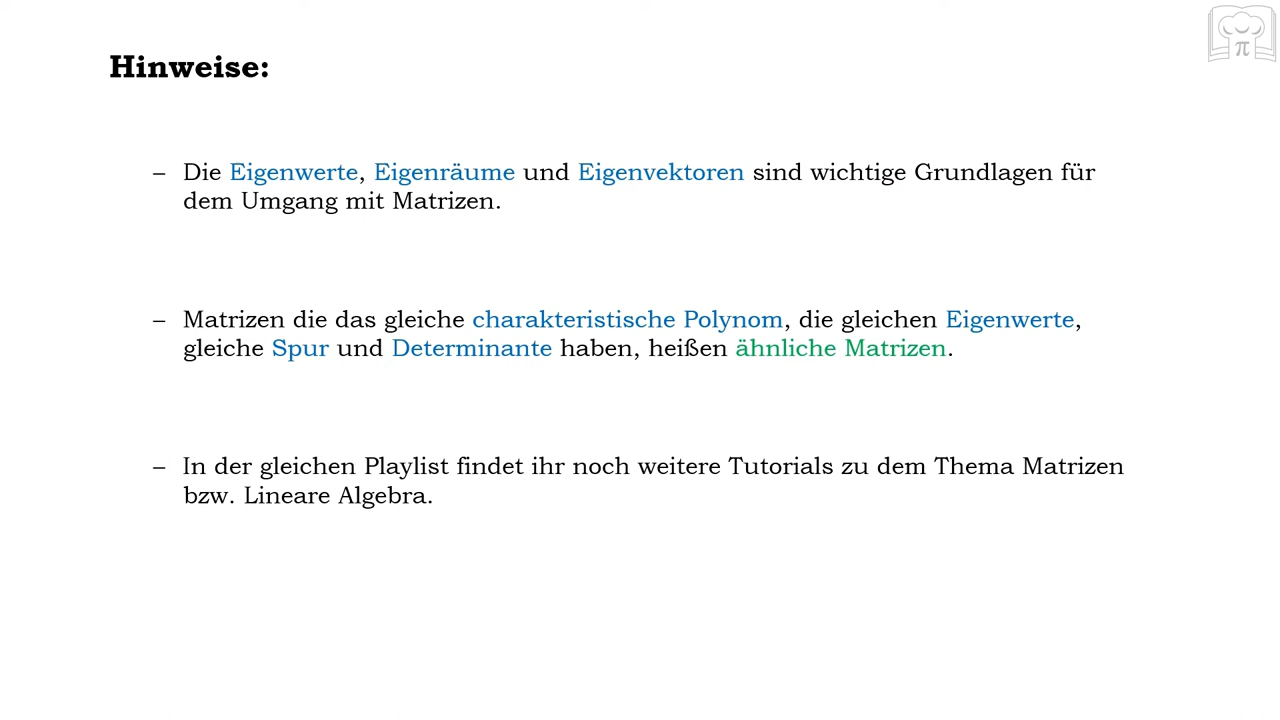 Hinweise:
– Die Eigenwerte, Eigenräume und Eigenvektoren sind wichtige Grundlagen für
dem Umgang mit Matrizen.
– Matrizen die das gleiche charakteristische Polynom, die gleichen Eigenwerte,
gleiche Spur und Determinante haben, heißen ähnliche Matrizen.
– In der gleichen Playlist findet ihr noch weitere Tutorials zu dem Thema Matrizen
bzw. Lineare Algebra.
π